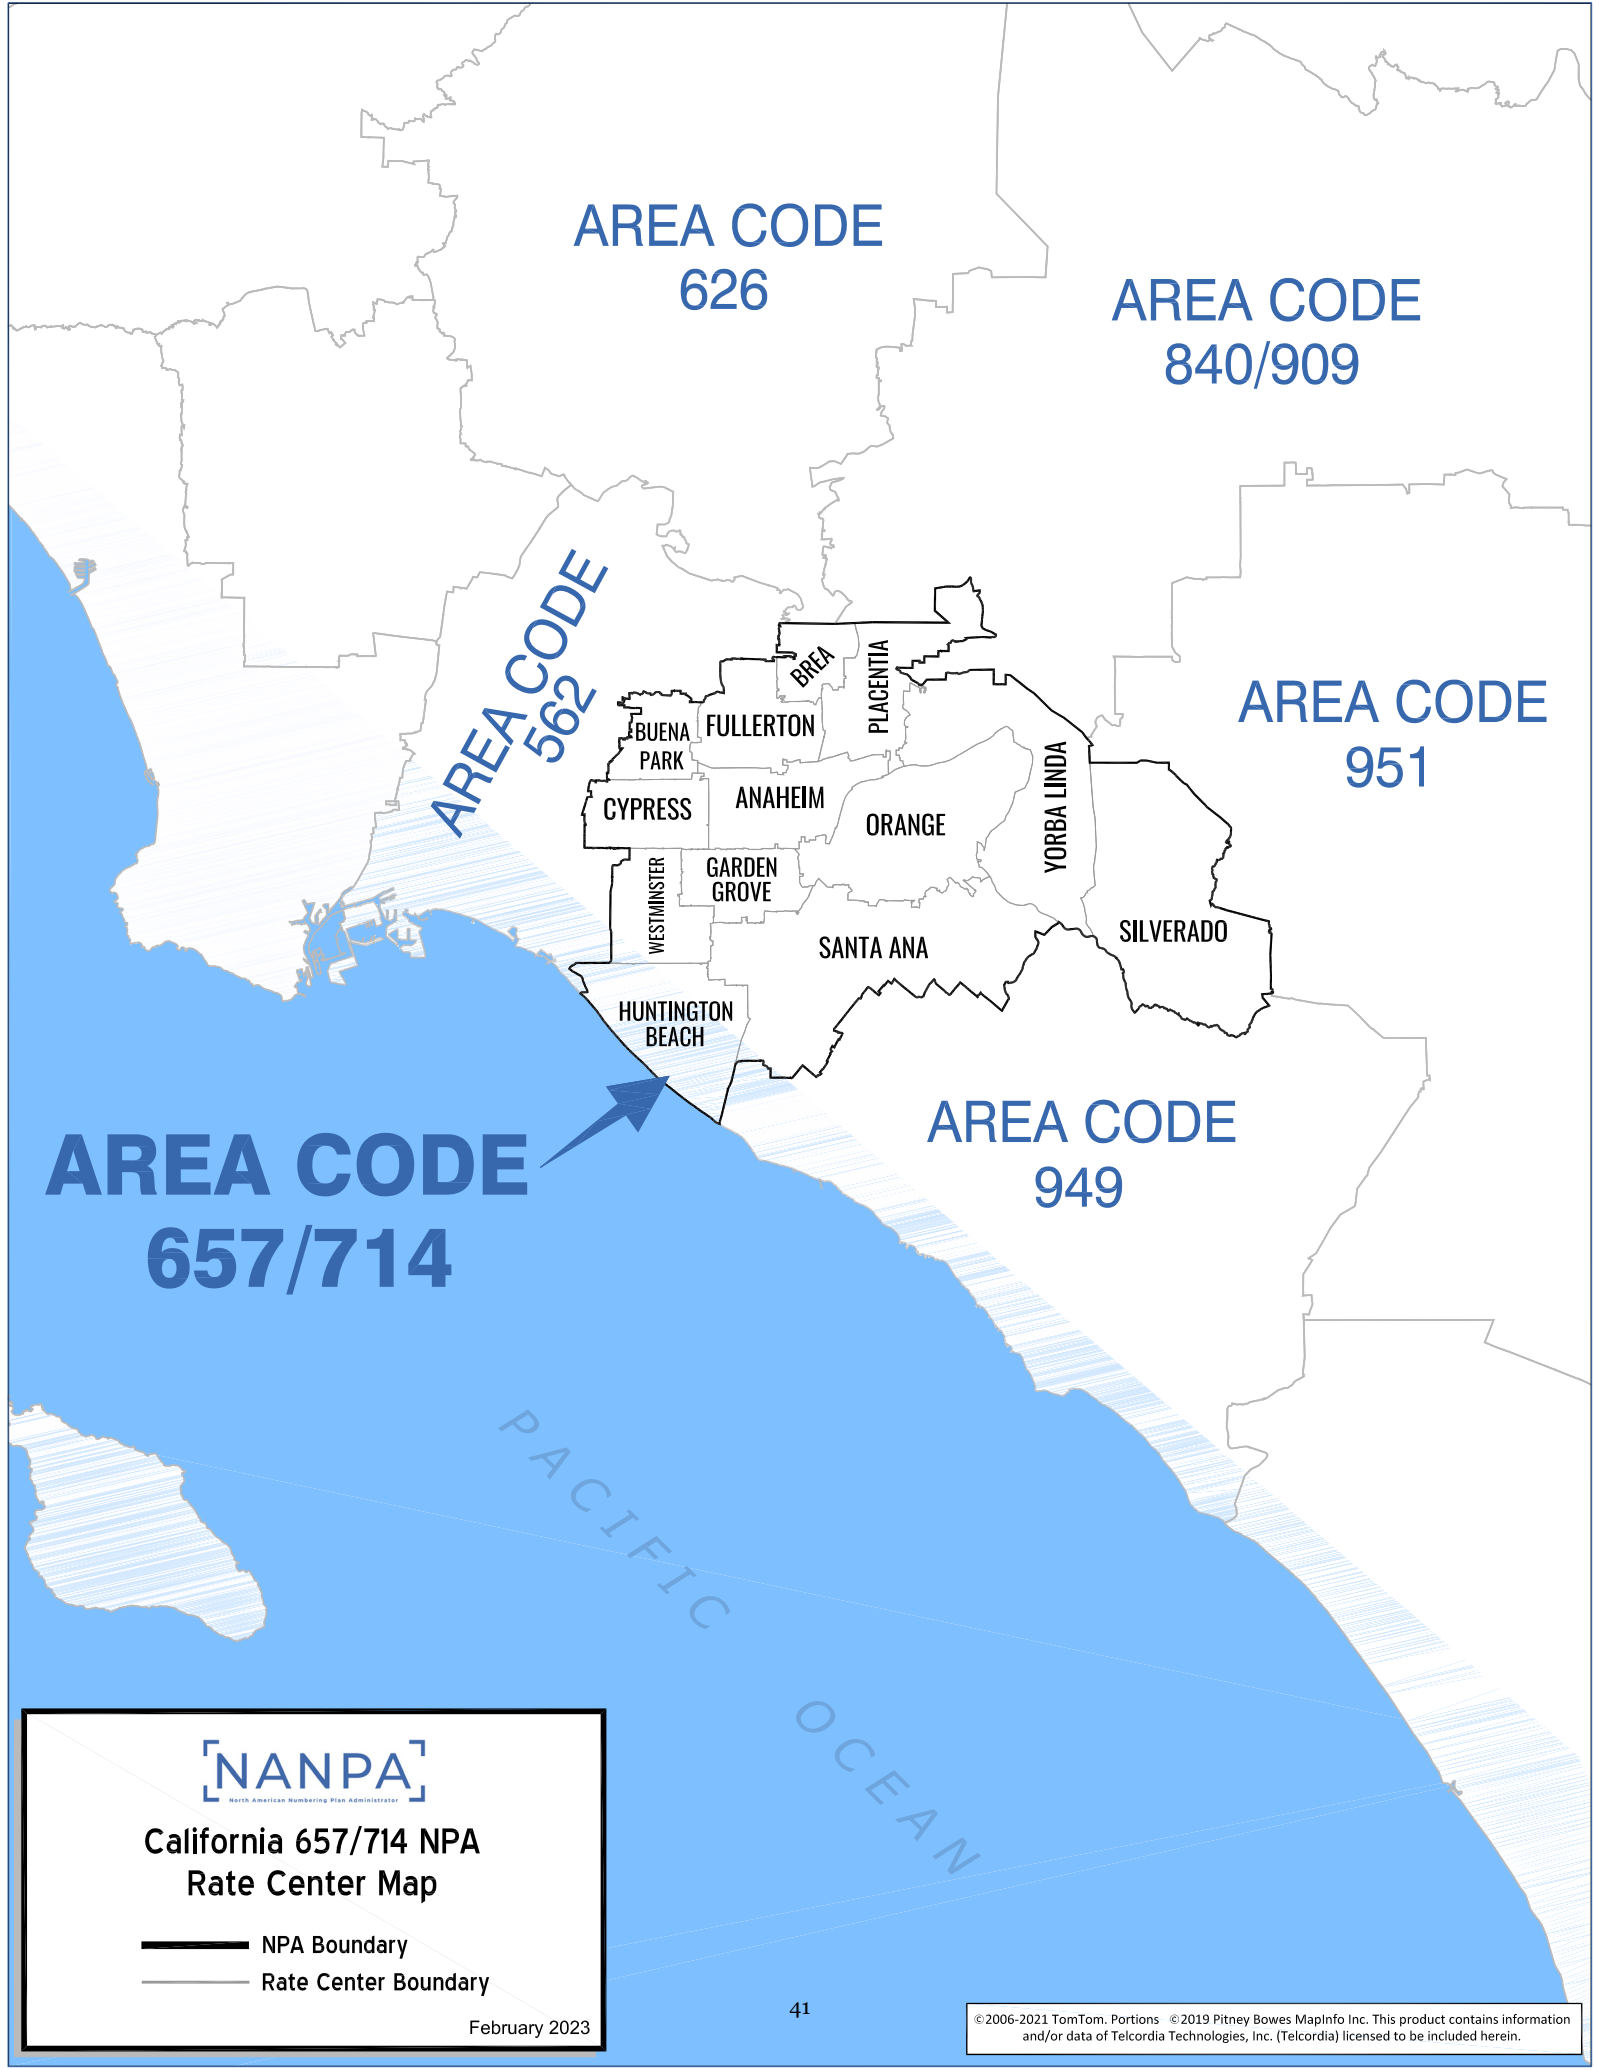 AREA CODE
626
AREA CODE
840/909
AREA CODE
562
BREA
PLACENTIA
AREA CODE
951
BUENA
PARK
FULLERTON
YORBA LINDA
CYPRESS
ANAHEIM
ORANGE
WESTMINSTER
GARDEN
GROVE
SANTA ANA
SILVERADO
HUNTINGTON
BEACH
AREA CODE
949
AREA CODE
657/714
PACIFIC
OCEAN
NANPA
North American Numbering Plan Administrator
California 657/714 NPA
Rate Center Map
NPA Boundary
Rate Center Boundary
February 2023
41
©2006-2021 TomTom. Portions ©2019 Pitney Bowes MapInfo Inc. This product contains information
and/or data of Telcordia Technologies, Inc. (Telcordia) licensed to be included herein.